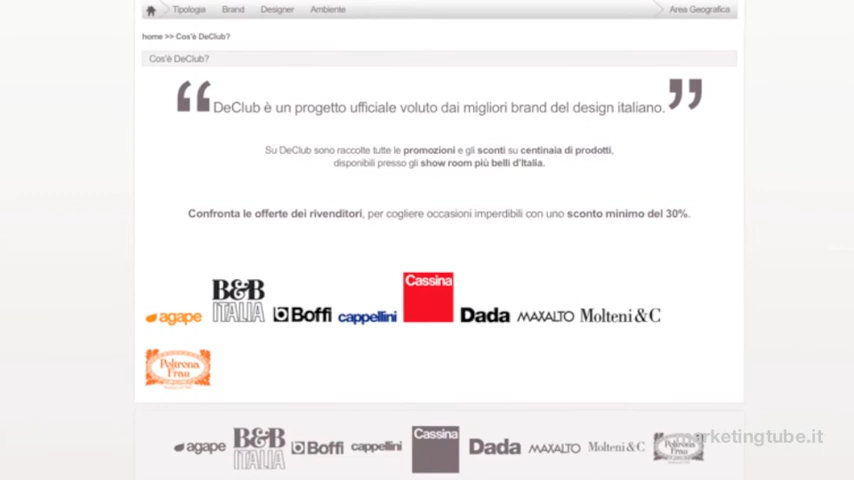 Tipologia Brand Designer Ambiente Area Geografica
home >> Cos'è DeClub?
Cos'è DeClub?
“ DeClub è un progetto ufficiale voluto dai migliori brand del design italiano. ”
Su DeClub sono raccolte tutte le promozioni e gli sconti su centinaia di prodotti,
disponibili presso gli show room più belli d'Italia.
Confronta le offerte dei rivenditori, per cogliere occasioni imperdibili con uno sconto minimo del 30%.
agape B&B ITALIA Boffi cappellini Cassina Dada MAXALTO Molteni & C
Poltrona Frau
agape B&B ITALIA Boffi cappellini Cassina Dada MAXALTO Molteni & C Poltrona Frau
marketingtube.it